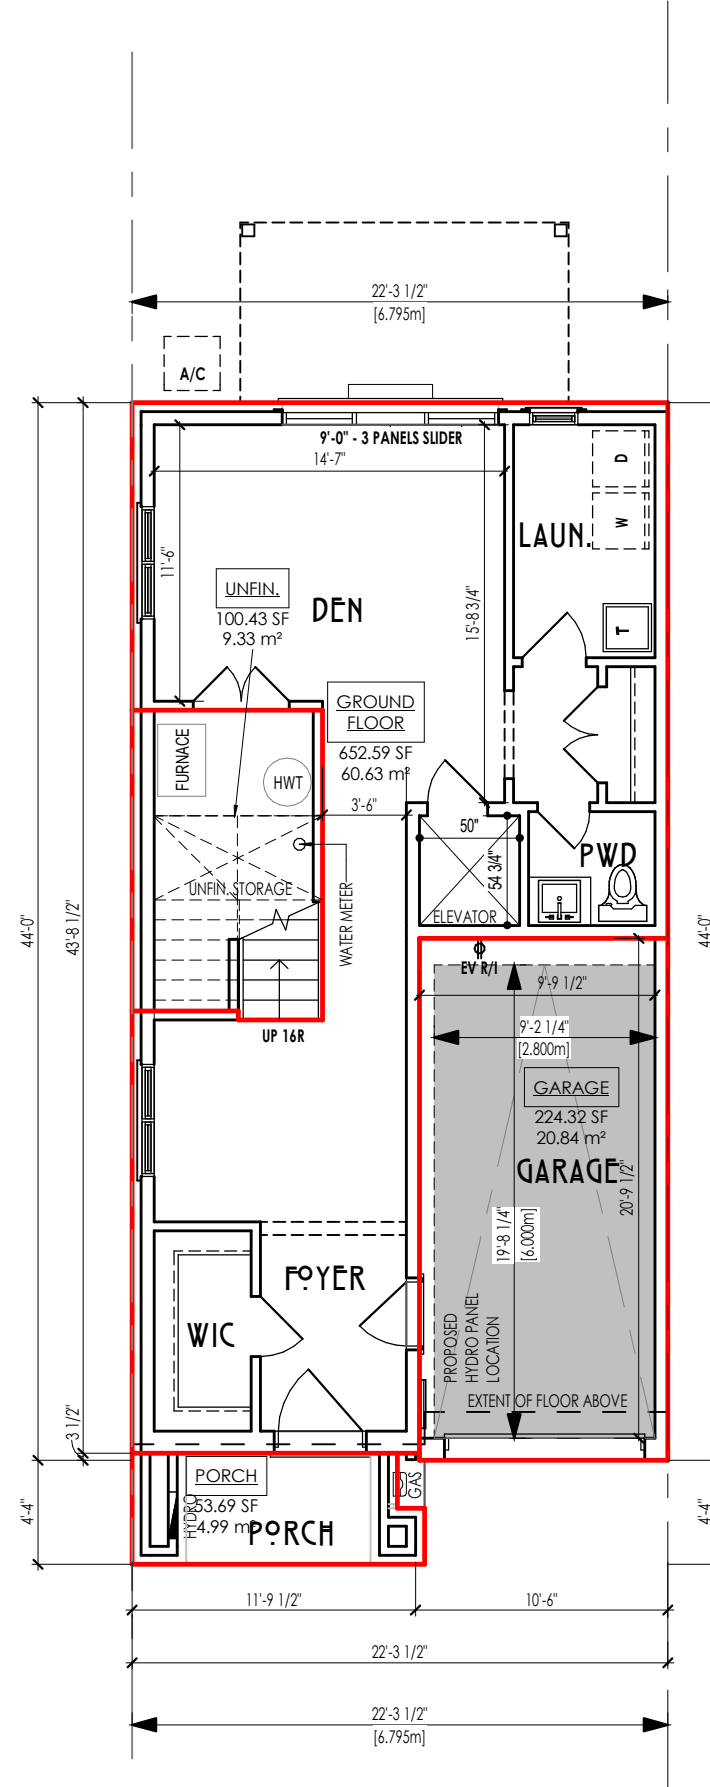 22'-3 1/2"
[6.795m]
A/C
9'-0" - 3 PANELS SLIDER
14'-7"
D
W
LAUN.
11'-6"
UNFIN.
100.43 SF
9.33 m²
DEN
15'-8 3/4"
T
GROUND
FLOOR
652.59 SF
60.63 m²
FURNACE
HWT
3'-6"
50"
54 3/4"
PWD
UNFIN. STORAGE
WATER METER
ELEVATOR
44'-0"
43'-8 1/2"
44'-0"
EV R/I
9'-9 1/2"
UP 16R
9'-2 1/4"
[2.800m]
GARAGE
224.32 SF
20.84 m²
GARAGE
20'-9 1/2"
19'-8 1/4"
[6.000m]
FOYER
WIC
PROPOSED
HYDRO PANEL
LOCATION
EXTENT OF FLOOR ABOVE
3 1/2"
PORCH
53.69 SF
4.99 m²
HYDRO
PORCH
GAS
4'-4"
4'-4"
11'-9 1/2"
10'-6"
22'-3 1/2"
22'-3 1/2"
[6.795m]